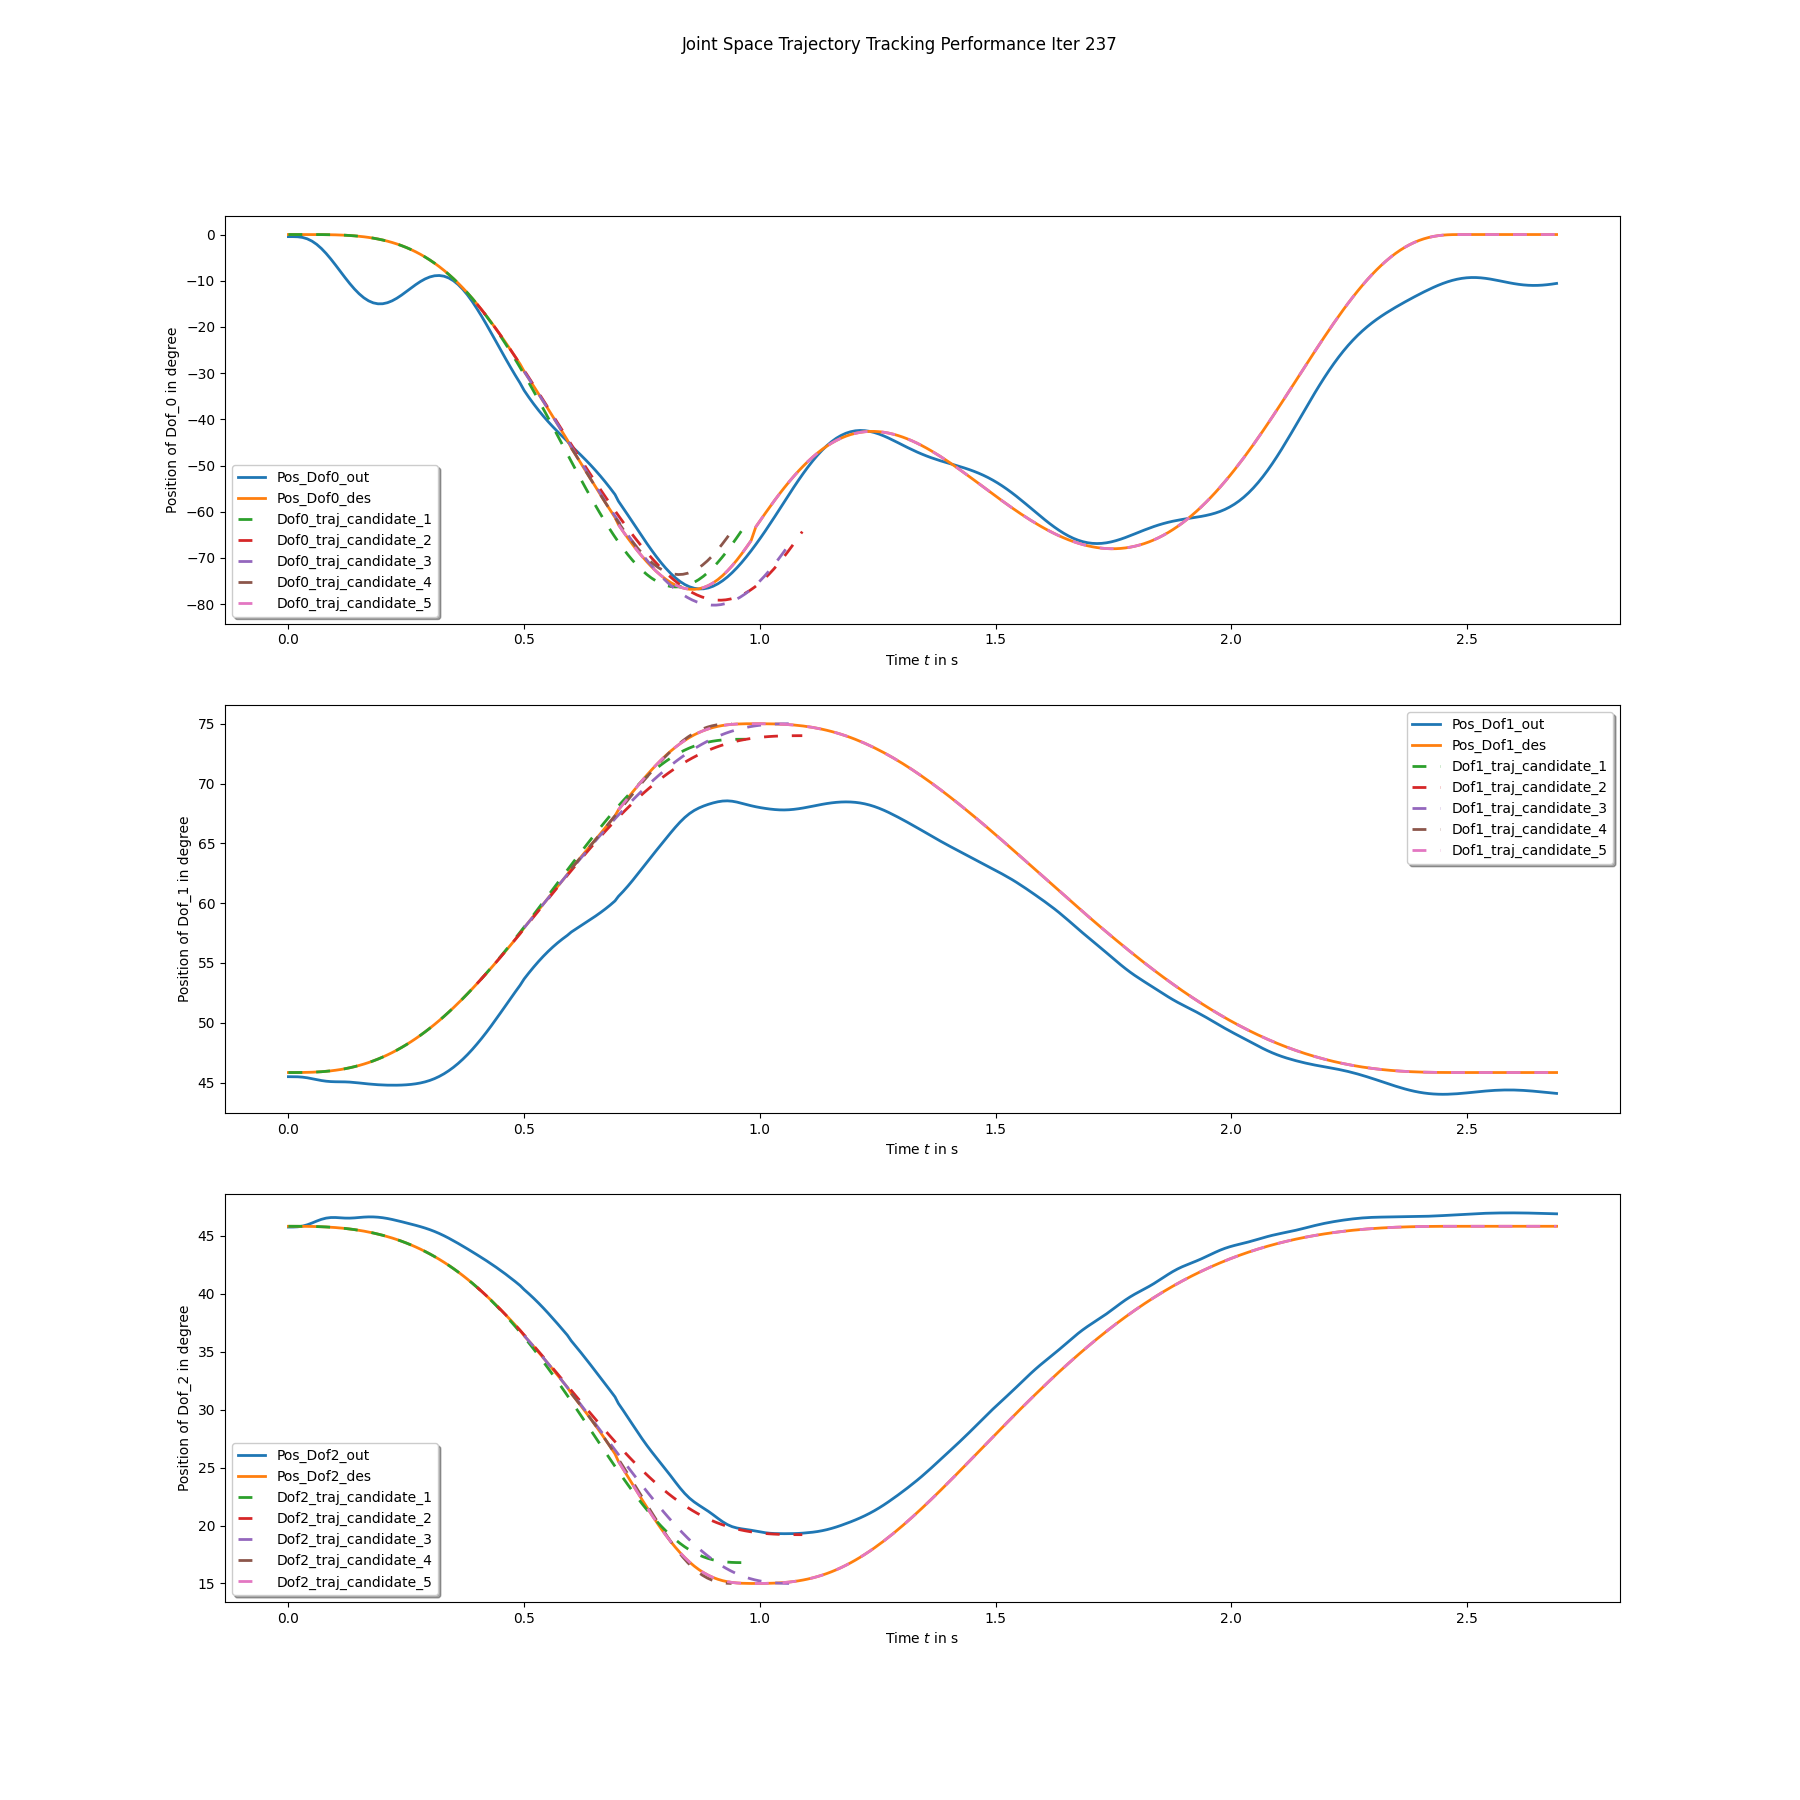 Joint Space Trajectory Tracking Performance Iter 237
Position of Dof_0 in degree
0
−10
−20
−30
−40
−50
−60
−70
−80
Pos_Dof0_out
Pos_Dof0_des
Dof0_traj_candidate_1
Dof0_traj_candidate_2
Dof0_traj_candidate_3
Dof0_traj_candidate_4
Dof0_traj_candidate_5
0.0 0.5 1.0 1.5 2.0 2.5
Time t in s
Position of Dof_1 in degree
75
70
65
60
55
50
45
Pos_Dof1_out
Pos_Dof1_des
Dof1_traj_candidate_1
Dof1_traj_candidate_2
Dof1_traj_candidate_3
Dof1_traj_candidate_4
Dof1_traj_candidate_5
0.0 0.5 1.0 1.5 2.0 2.5
Time t in s
Position of Dof_2 in degree
45
40
35
30
25
20
15
Pos_Dof2_out
Pos_Dof2_des
Dof2_traj_candidate_1
Dof2_traj_candidate_2
Dof2_traj_candidate_3
Dof2_traj_candidate_4
Dof2_traj_candidate_5
0.0 0.5 1.0 1.5 2.0 2.5
Time t in s